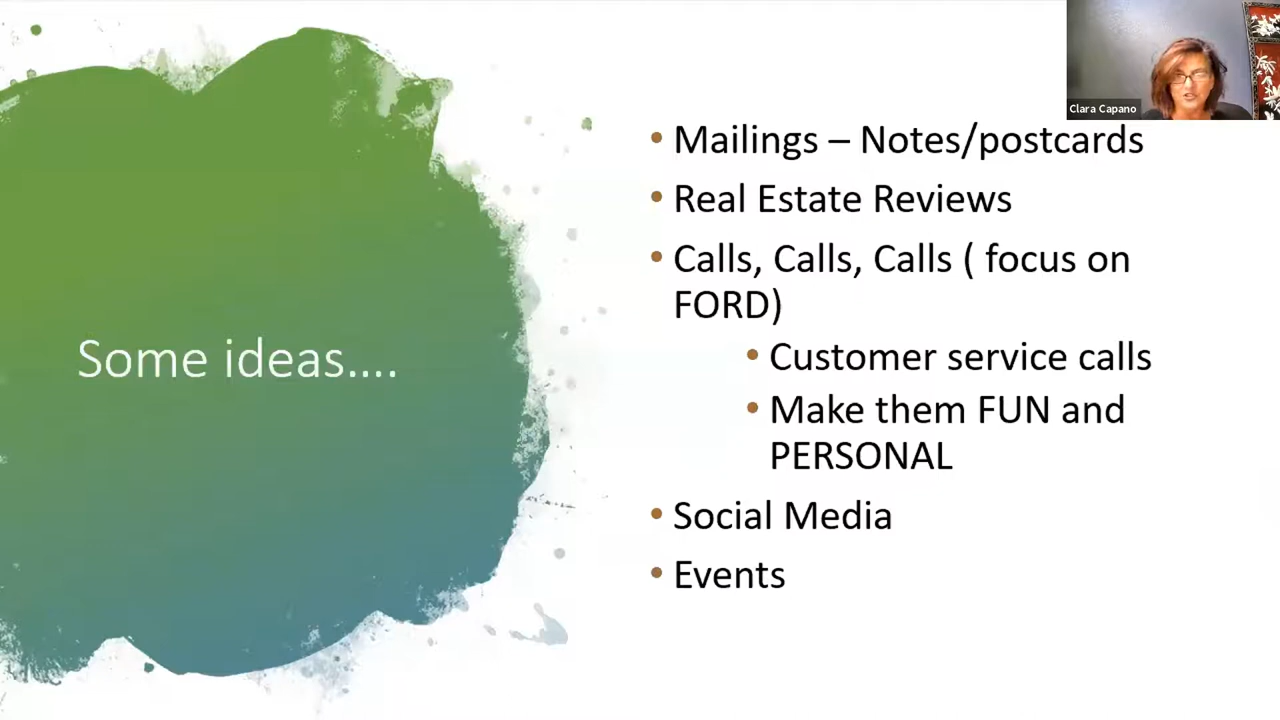 Clara Capano
Some ideas....
• Mailings – Notes/postcards
• Real Estate Reviews
• Calls, Calls, Calls ( focus on
FORD)
• Customer service calls
• Make them FUN and
PERSONAL
• Social Media
• Events